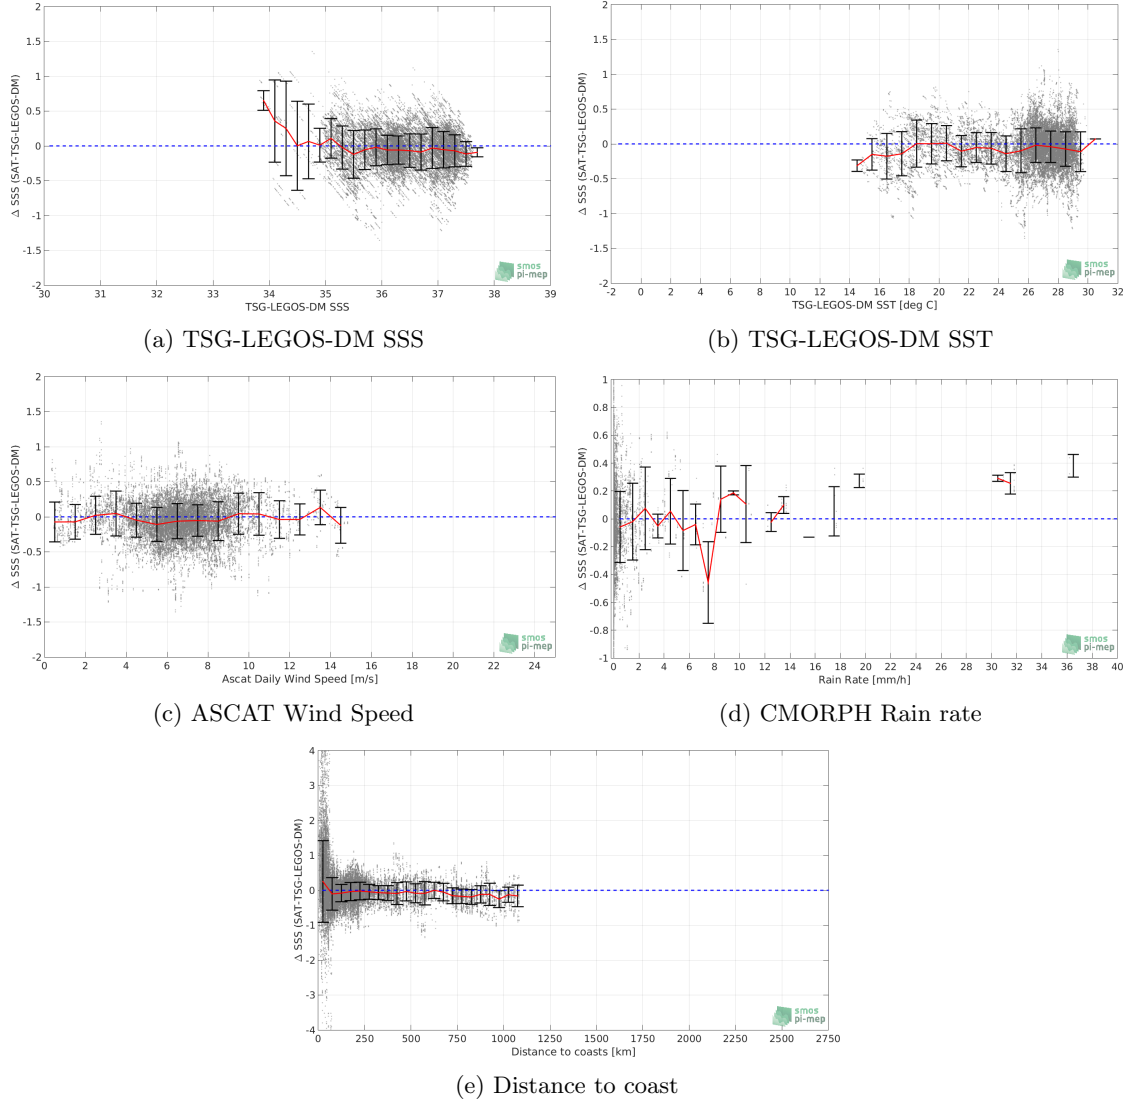 2
1.5
1
0.5
0
-0.5
-1
-1.5
-2
Δ SSS (SAT-TSG-LEGOS-DM)
30 31 32 33 34 35 36 37 38 39
TSG-LEGOS-DM SSS
smos
pi-mep
(a) TSG-LEGOS-DM SSS
2
1.5
1
0.5
0
-0.5
-1
-1.5
-2
Δ SSS (SAT-TSG-LEGOS-DM)
-2 0 2 4 6 8 10 12 14 16 18 20 22 24 26 28 30 32
TSG-LEGOS-DM SST [deg C]
smos
pi-mep
(b) TSG-LEGOS-DM SST
2
1.5
1
0.5
0
-0.5
-1
-1.5
-2
Δ SSS (SAT-TSG-LEGOS-DM)
0 2 4 6 8 10 12 14 16 18 20 22 24
Ascat Daily Wind Speed [m/s]
smos
pi-mep
(c) ASCAT Wind Speed
1
0.8
0.6
0.4
0.2
0
-0.2
-0.4
-0.6
-0.8
-1
Δ SSS (SAT-TSG-LEGOS-DM)
0 2 4 6 8 10 12 14 16 18 20 22 24 26 28 30 32 34 36 38 40
Rain Rate [mm/h]
smos
pi-mep
(d) CMORPH Rain rate
4
3
2
1
0
-1
-2
-3
-4
Δ SSS (SAT-TSG-LEGOS-DM)
0 250 500 750 1000 1250 1500 1750 2000 2250 2500 2750
Distance to coasts [km]
smos
pi-mep
(e) Distance to coast